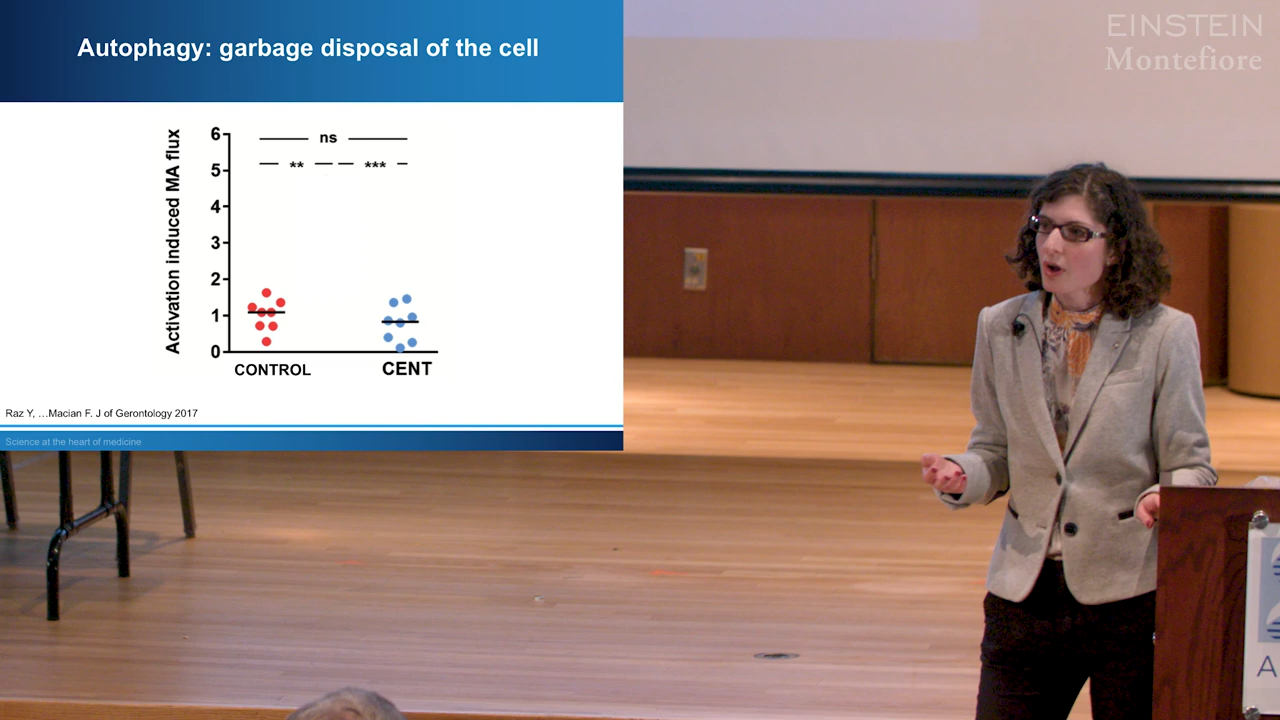 Autophagy: garbage disposal of the cell
Activation induced MA flux
6
5
4
3
2
1
0
ns
** ***
CONTROL
CENT
Raz Y, …Macian F. J of Gerontology 2017
Science at the heart of medicine
EINSTEIN
Montefiore
A